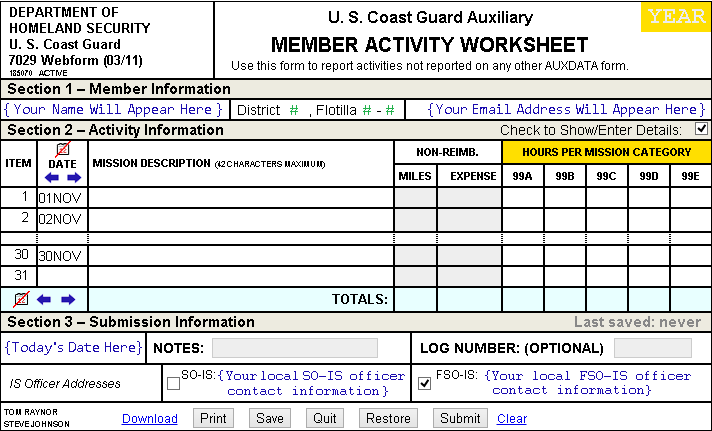 DEPARTMENT OF
HOMELAND SECURITY
U. S. Coast Guard
7029 Webform (03/11)
185070 ACTIVE
U. S. Coast Guard Auxiliary
MEMBER ACTIVITY WORKSHEET
Use this form to report activities not reported on any other AUXDATA form.
YEAR
Section 1 – Member Information
{Your Name Will Appear Here } District # , Flotilla # - # {Your Email Address Will Appear Here}
Section 2 – Activity Information Check to Show/Enter Details:
ITEM DATE MISSION DESCRIPTION (42 CHARACTERS MAXIMUM) NON-REIMB. HOURS PER MISSION CATEGORY
MILES EXPENSE 99A 99B 99C 99D 99E
1 01NOV
2 02NOV
30 30NOV
31
TOTALS:
Section 3 – Submission Information Last saved: never
{Today's Date Here} NOTES: LOG NUMBER: (OPTIONAL)
IS Officer Addresses SO-IS: {Your local SO-IS officer
contact information} FSO-IS: {Your local FSO-IS officer
contact information}
TOM RAYNOR
STEVE JOHNSON
Download Print Save Quit Restore Submit Clear